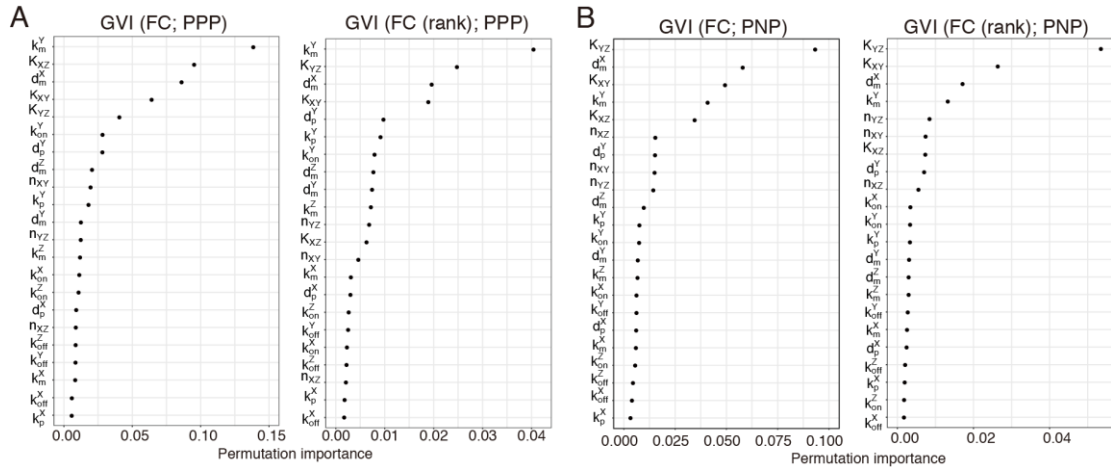 A
GVI (FC; PPP)
k_m^Y
K_XZ
d_m^X
K_XY
K_YZ
k_on^Y
d_p^Y
d_m^Z
n_XY
k_p^Y
d_m^Y
n_YZ
k_m^Z
k_on^X
k_on^Z
d_p^X
n_XZ
k_off^Z
k_off^Y
k_m^X
k_off^X
k_p^X
0.00 0.05 0.10 0.15
GVI (FC (rank); PPP)
k_m^Y
K_YZ
d_m^X
K_XY
d_p^Y
k_p^Y
k_on^Y
d_m^Z
d_m^Y
k_m^Z
n_YZ
K_XZ
n_XY
k_m^X
d_p^X
k_on^Z
k_off^Y
k_on^X
k_off^Z
n_XZ
k_p^X
k_off^X
0.00 0.01 0.02 0.03 0.04
Permutation importance
B
GVI (FC; PNP)
K_YZ
d_m^X
K_XY
k_m^Y
K_XZ
n_XZ
d_p^Y
n_XY
n_YZ
d_m^Z
k_p^Y
k_on^Y
d_m^Y
k_m^Z
k_on^X
k_off^Y
d_p^X
k_m^X
k_on^Z
k_off^Z
k_off^X
k_p^X
0.000 0.025 0.050 0.075 0.100
GVI (FC (rank); PNP)
K_YZ
K_XY
d_m^X
k_m^Y
n_YZ
n_XY
K_XZ
d_p^Y
n_XZ
k_on^X
k_on^Y
k_p^Y
d_m^Y
d_m^Z
k_m^Z
k_off^Y
k_m^X
d_p^X
k_off^Z
k_p^X
k_on^Z
k_off^X
0.00 0.02 0.04
Permutation importance